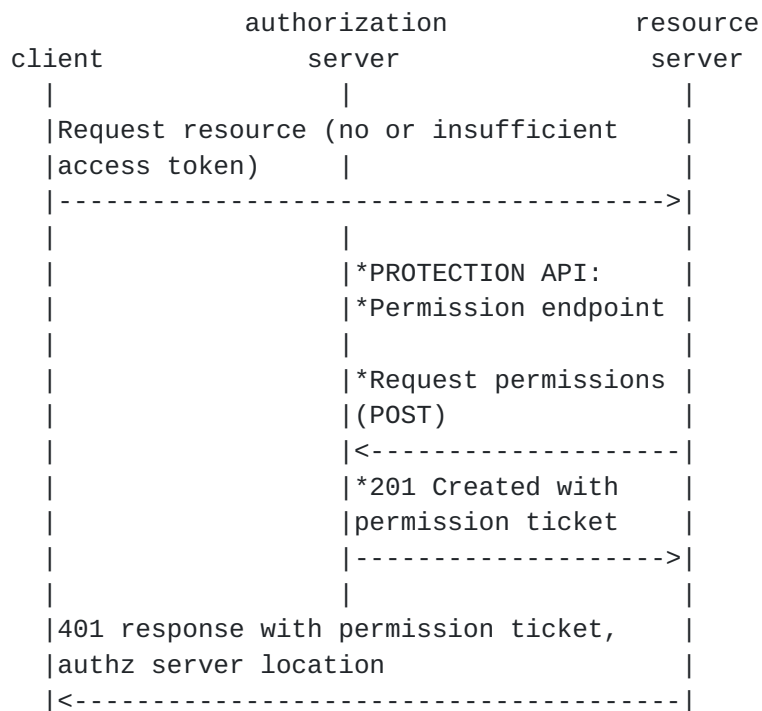 authorization resource
client server server
Request resource (no or insufficient
access token)
*PROTECTION API:
*Permission endpoint
*Request permissions
(POST)
*201 Created with
permission ticket
401 response with permission ticket,
authz server location